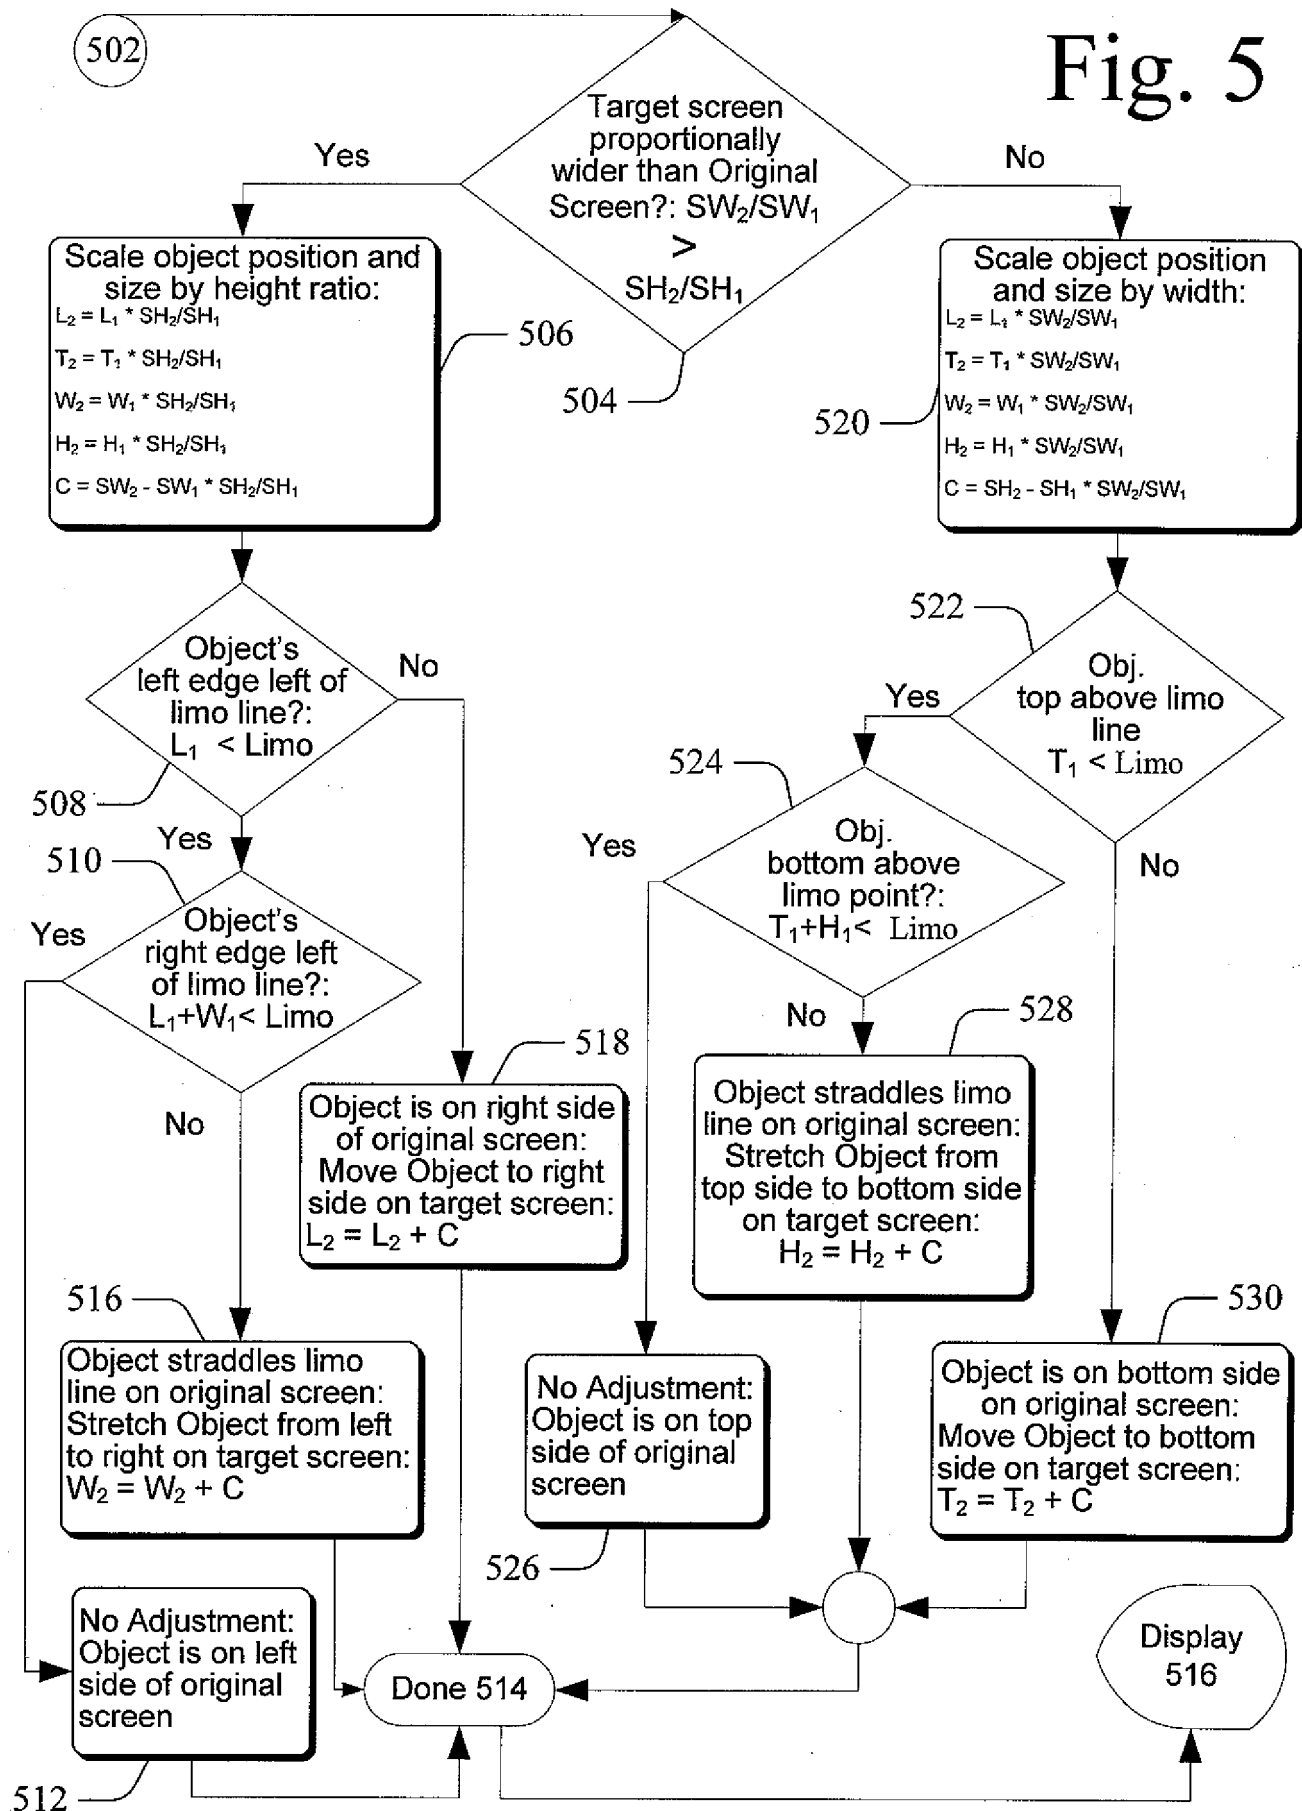 502
Fig. 5
Target screen
proportionally
wider than Original
Screen?: SW₂/SW₁
>
SH₂/SH₁
504
Yes
No
Scale object position and
size by height ratio:
L₂ = L₁ * SH₂/SH₁
T₂ = T₁ * SH₂/SH₁
W₂ = W₁ * SH₂/SH₁
H₂ = H₁ * SH₂/SH₁
C = SW₂ - SW₁ * SH₂/SH₁
506
Scale object position
and size by width:
L₂ = L₁ * SW₂/SW₁
T₂ = T₁ * SW₂/SW₁
W₂ = W₁ * SW₂/SW₁
H₂ = H₁ * SW₂/SW₁
C = SH₂ - SH₁ * SW₂/SW₁
520
Object's
left edge left of
limo line?:
L₁ < Limo
508
No
Yes
522
Obj.
top above limo
line
T₁ < Limo
Yes
No
510
Object's
right edge left
of limo line?:
L₁+W₁< Limo
Yes
No
524
Obj.
bottom above
limo point?:
T₁+H₁< Limo
Yes
No
518
Object is on right side
of original screen:
Move Object to right
side on target screen:
L₂ = L₂ + C
528
Object straddles limo
line on original screen:
Stretch Object from
top side to bottom side
on target screen:
H₂ = H₂ + C
516
Object straddles limo
line on original screen:
Stretch Object from left
to right on target screen:
W₂ = W₂ + C
No Adjustment:
Object is on top
side of original
screen
526
530
Object is on bottom side
on original screen:
Move Object to bottom
side on target screen:
T₂ = T₂ + C
No Adjustment:
Object is on left
side of original
screen
512
Done 514
Display
516